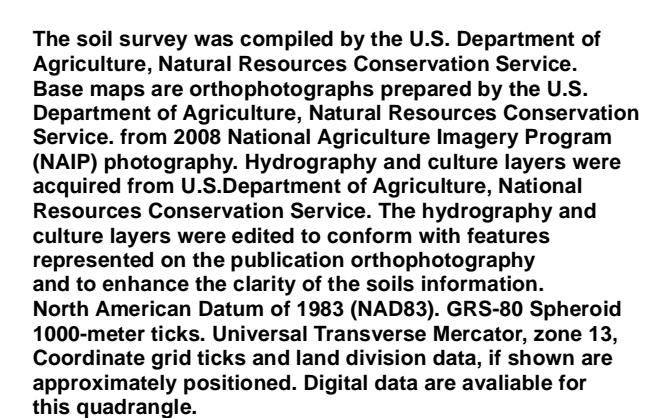 The soil survey was compiled by the U.S. Department of
Agriculture, Natural Resources Conservation Service.
Base maps are orthophotographs prepared by the U.S.
Department of Agriculture, Natural Resources Conservation
Service. from 2008 National Agriculture Imagery Program
(NAIP) photography. Hydrography and culture layers were
acquired from U.S.Department of Agriculture, National
Resources Conservation Service. The hydrography and
culture layers were edited to conform with features
represented on the publication orthophotography
and to enhance the clarity of the soils information.
North American Datum of 1983 (NAD83). GRS-80 Spheroid
1000-meter ticks. Universal Transverse Mercator, zone 13,
Coordinate grid ticks and land division data, if shown are
approximately positioned. Digital data are avaliable for
this quadrangle.